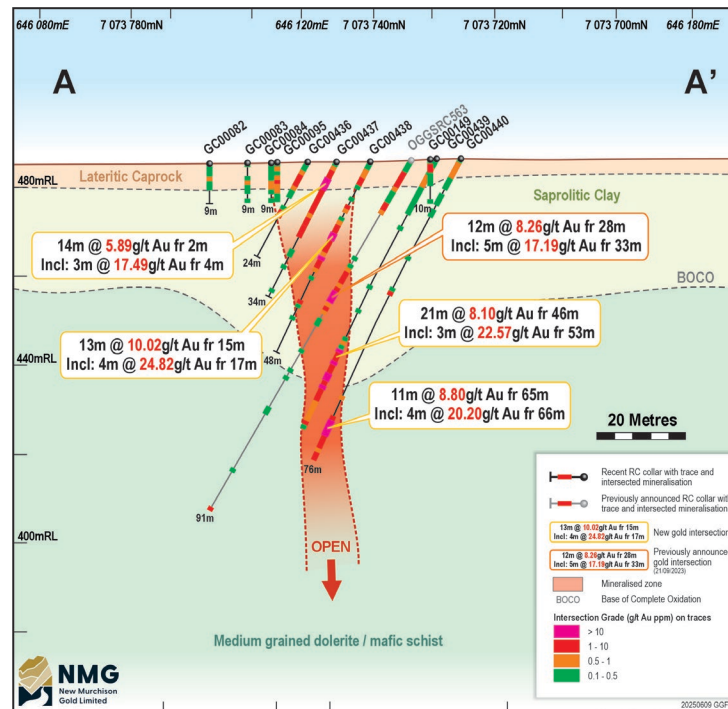 646 080mE
7 073 780mN
646 120mE
7 073 740mN
7 073 720mN
7 073 700mN
646 180mE
A
A'
GC00082
GC00083
GC00084
GC00095
GC00436
GC00437
GC00438
OGGSRC563
GC00149
GC00439
GC00440
480mRL
Lateritic Caprock
Saprolitic Clay
9m
9m
9m
10m
14m @ 5.89g/t Au fr 2m
Incl: 3m @ 17.49g/t Au fr 4m
12m @ 8.26g/t Au fr 28m
Incl: 5m @ 17.19g/t Au fr 33m
24m
BOCO
34m
21m @ 8.10g/t Au fr 46m
Incl: 3m @ 22.57g/t Au fr 53m
13m @ 10.02g/t Au fr 15m
Incl: 4m @ 24.82g/t Au fr 17m
48m
440mRL
11m @ 8.80g/t Au fr 65m
Incl: 4m @ 20.20g/t Au fr 66m
20 Metres
76m
91m
400mRL
OPEN
Medium grained dolerite / mafic schist
Recent RC collar with trace and
intersected mineralisation
Previously announced RC collar with
trace and intersected mineralisation
13m @ 10.02g/t Au fr 15m
Incl: 4m @ 24.82g/t Au fr 17m
New gold intersection
12m @ 8.26g/t Au fr 28m
Incl: 5m @ 17.19g/t Au fr 33m
Previously announced
gold intersection
(21/09/2023)
Mineralised zone
BOCO
Base of Complete Oxidation
Intersection Grade (g/t Au ppm) on traces
> 10
1 - 10
0.5 - 1
0.1 - 0.5
NMG
New Murchison
Gold Limited
20250609 GOF